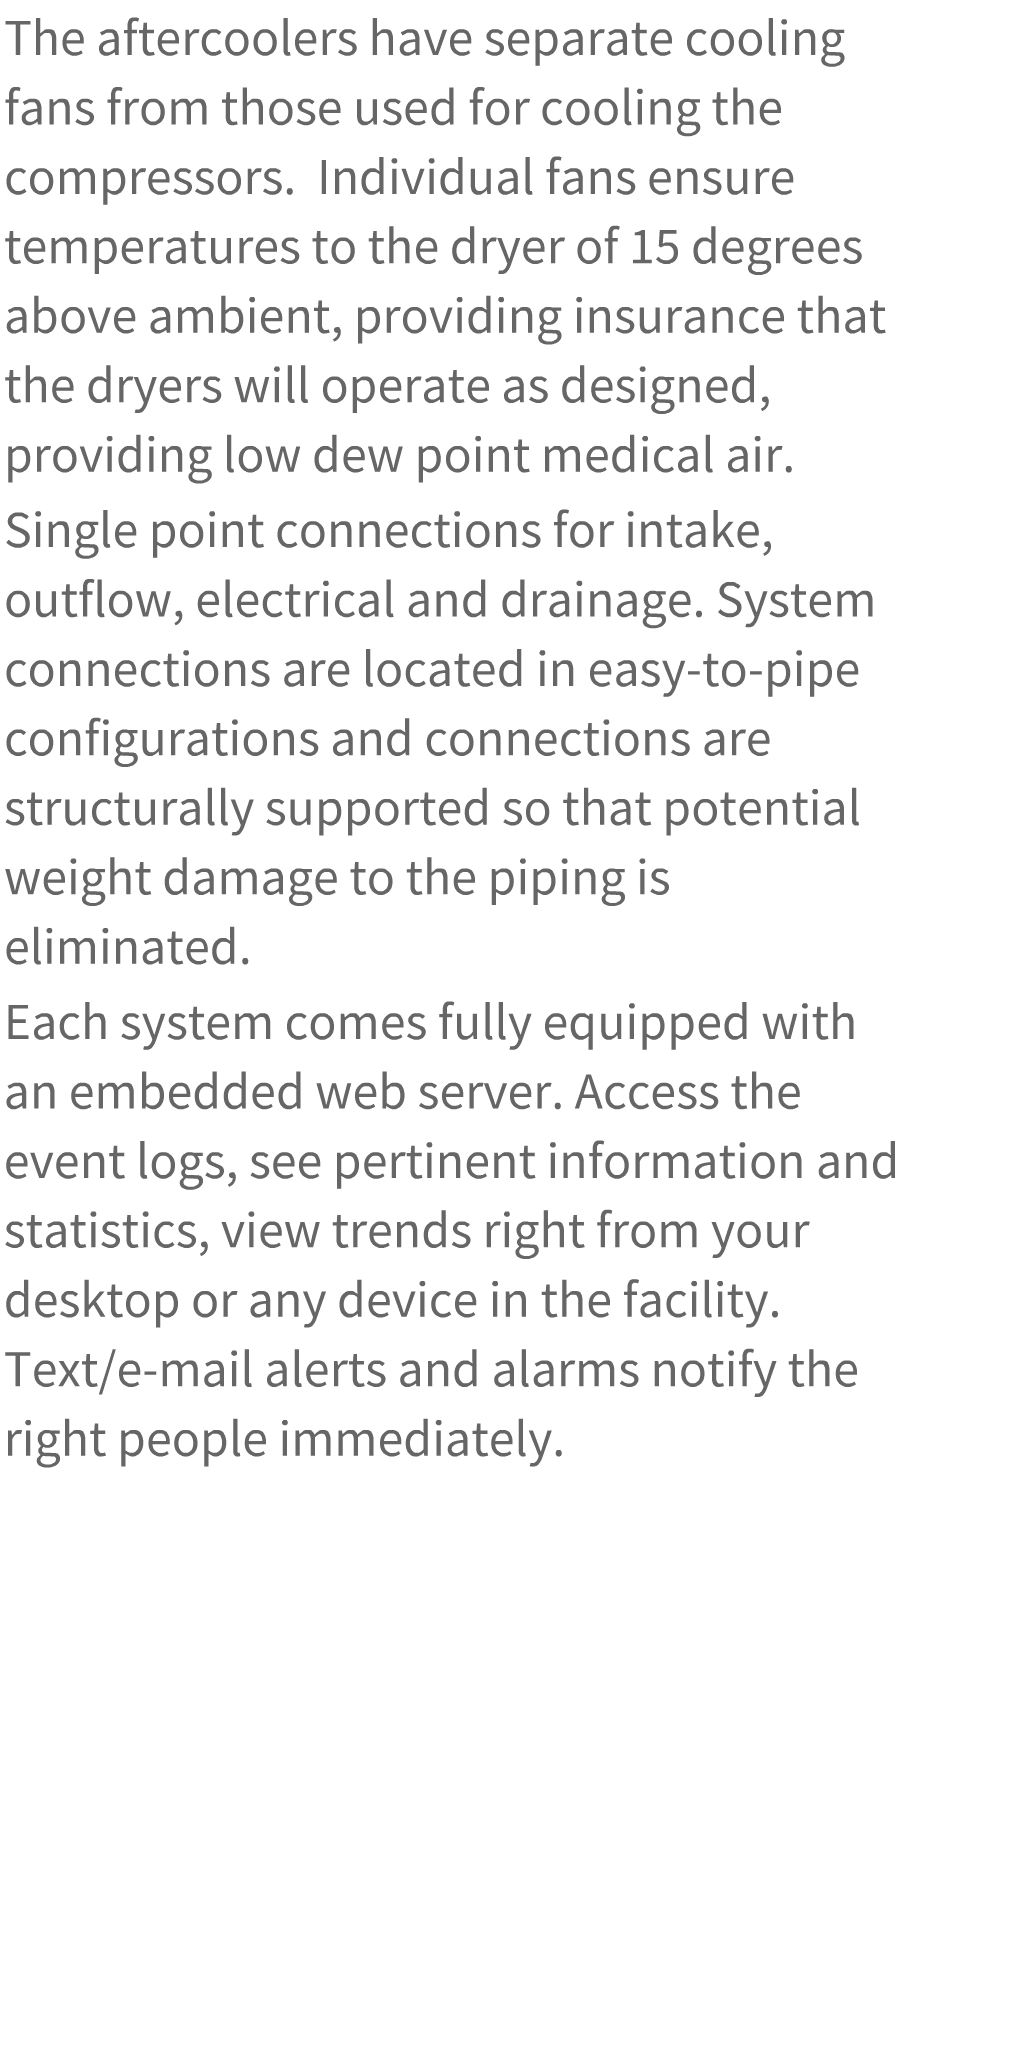 The aftercoolers have separate cooling
fans from those used for cooling the
compressors.  Individual fans ensure
temperatures to the dryer of 15 degrees
above ambient, providing insurance that
the dryers will operate as designed,
providing low dew point medical air.
Single point connections for intake,
outflow, electrical and drainage. System
connections are located in easy-to-pipe
configurations and connections are
structurally supported so that potential
weight damage to the piping is
eliminated.
Each system comes fully equipped with
an embedded web server. Access the
event logs, see pertinent information and
statistics, view trends right from your
desktop or any device in the facility.
Text/e-mail alerts and alarms notify the
right people immediately.